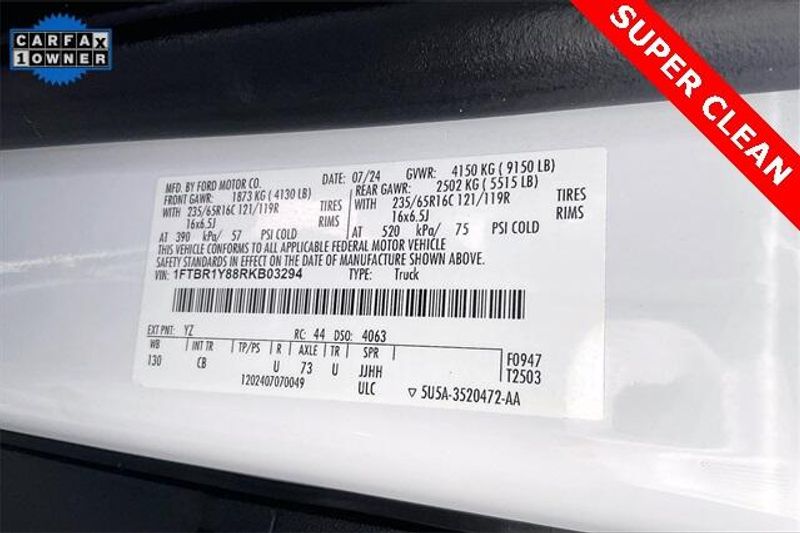 CARFAX
1 OWNER
SUPER CLEAN
MFD. BY FORD MOTOR CO.
DATE: 07/24 GVWR: 4150 KG ( 9150 LB)
FRONT GAWR: 1873 KG ( 4130 LB)
REAR GAWR: 2502 KG ( 5515 LB)
WITH 235/65R16C 121/119R TIRES
WITH 235/65R16C 121/119R TIRES
16x6.5J RIMS
16x6.5J RIMS
AT 390 kPa/ 57 PSI COLD
AT 520 kPa/ 75 PSI COLD
THIS VEHICLE CONFORMS TO ALL APPLICABLE FEDERAL MOTOR VEHICLE
SAFETY STANDARDS IN EFFECT ON THE DATE OF MANUFACTURE SHOWN ABOVE.
VIN: 1FTBR1Y88RKB03294 TYPE: Truck
EXT PNT: YZ RC: 44 DSO: 4063
WB INT TR TP/PS R AXLE TR SPR
130 CB U 73 U JJHH
F0947
T2503
1202407070049 ULC ▽ 5U5A-3520472-AA